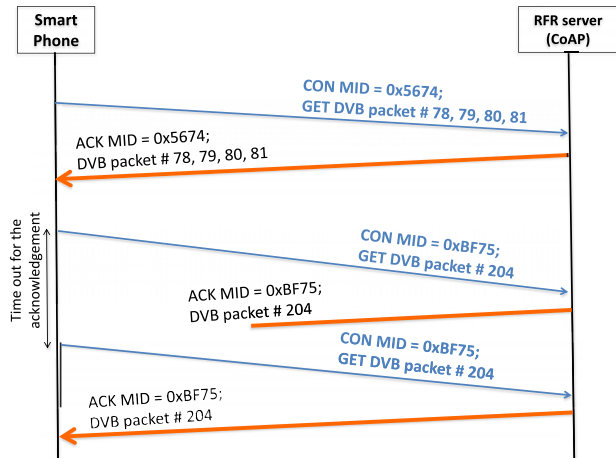 Smart
Phone
RFR server
(CoAP)
CON MID = 0x5674;
GET DVB packet # 78, 79, 80, 81
ACK MID = 0x5674;
DVB packet # 78, 79, 80, 81
Time out for the
acknowledgement
CON MID = 0xBF75;
GET DVB packet # 204
ACK MID = 0xBF75;
DVB packet # 204
CON MID = 0xBF75;
GET DVB packet # 204
ACK MID = 0xBF75;
DVB packet # 204